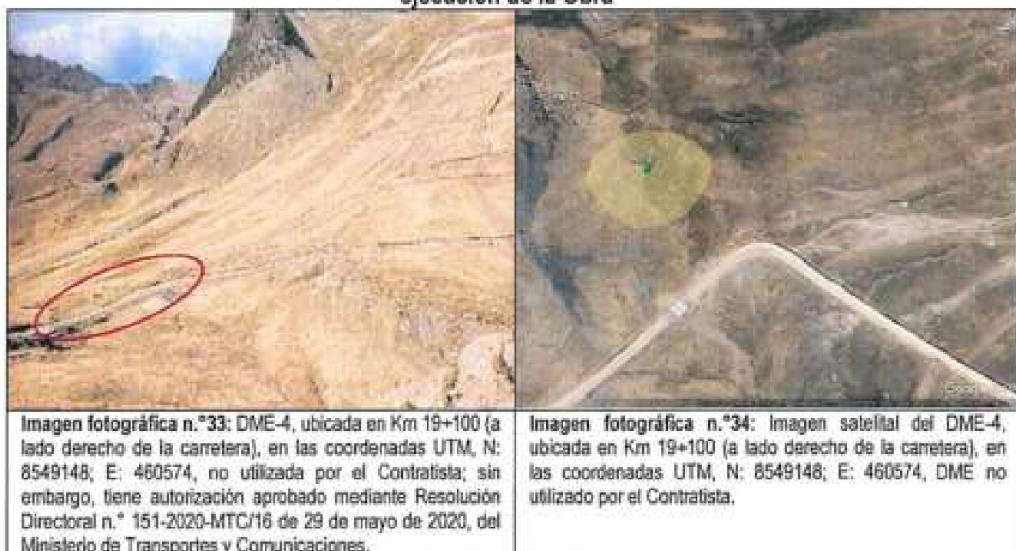 ejecución de la Obra
Imagen fotográfica n.°33: DME-4, ubicada en Km 19+100 (a
lado derecho de la carretera), en las coordenadas UTM, N:
8549148; E: 460574, no utilizada por el Contratista; sin
embargo, tiene autorización aprobado mediante Resolución
Directoral n.° 151-2020-MTC/16 de 29 de mayo de 2020, del
Ministerio de Transportes y Comunicaciones.
Imagen fotográfica n.°34: Imagen satelital del DME-4,
ubicada en Km 19+100 (a lado derecho de la carretera), en
las coordenadas UTM, N: 8549148; E: 460574, DME no
utilizado por el Contratista.